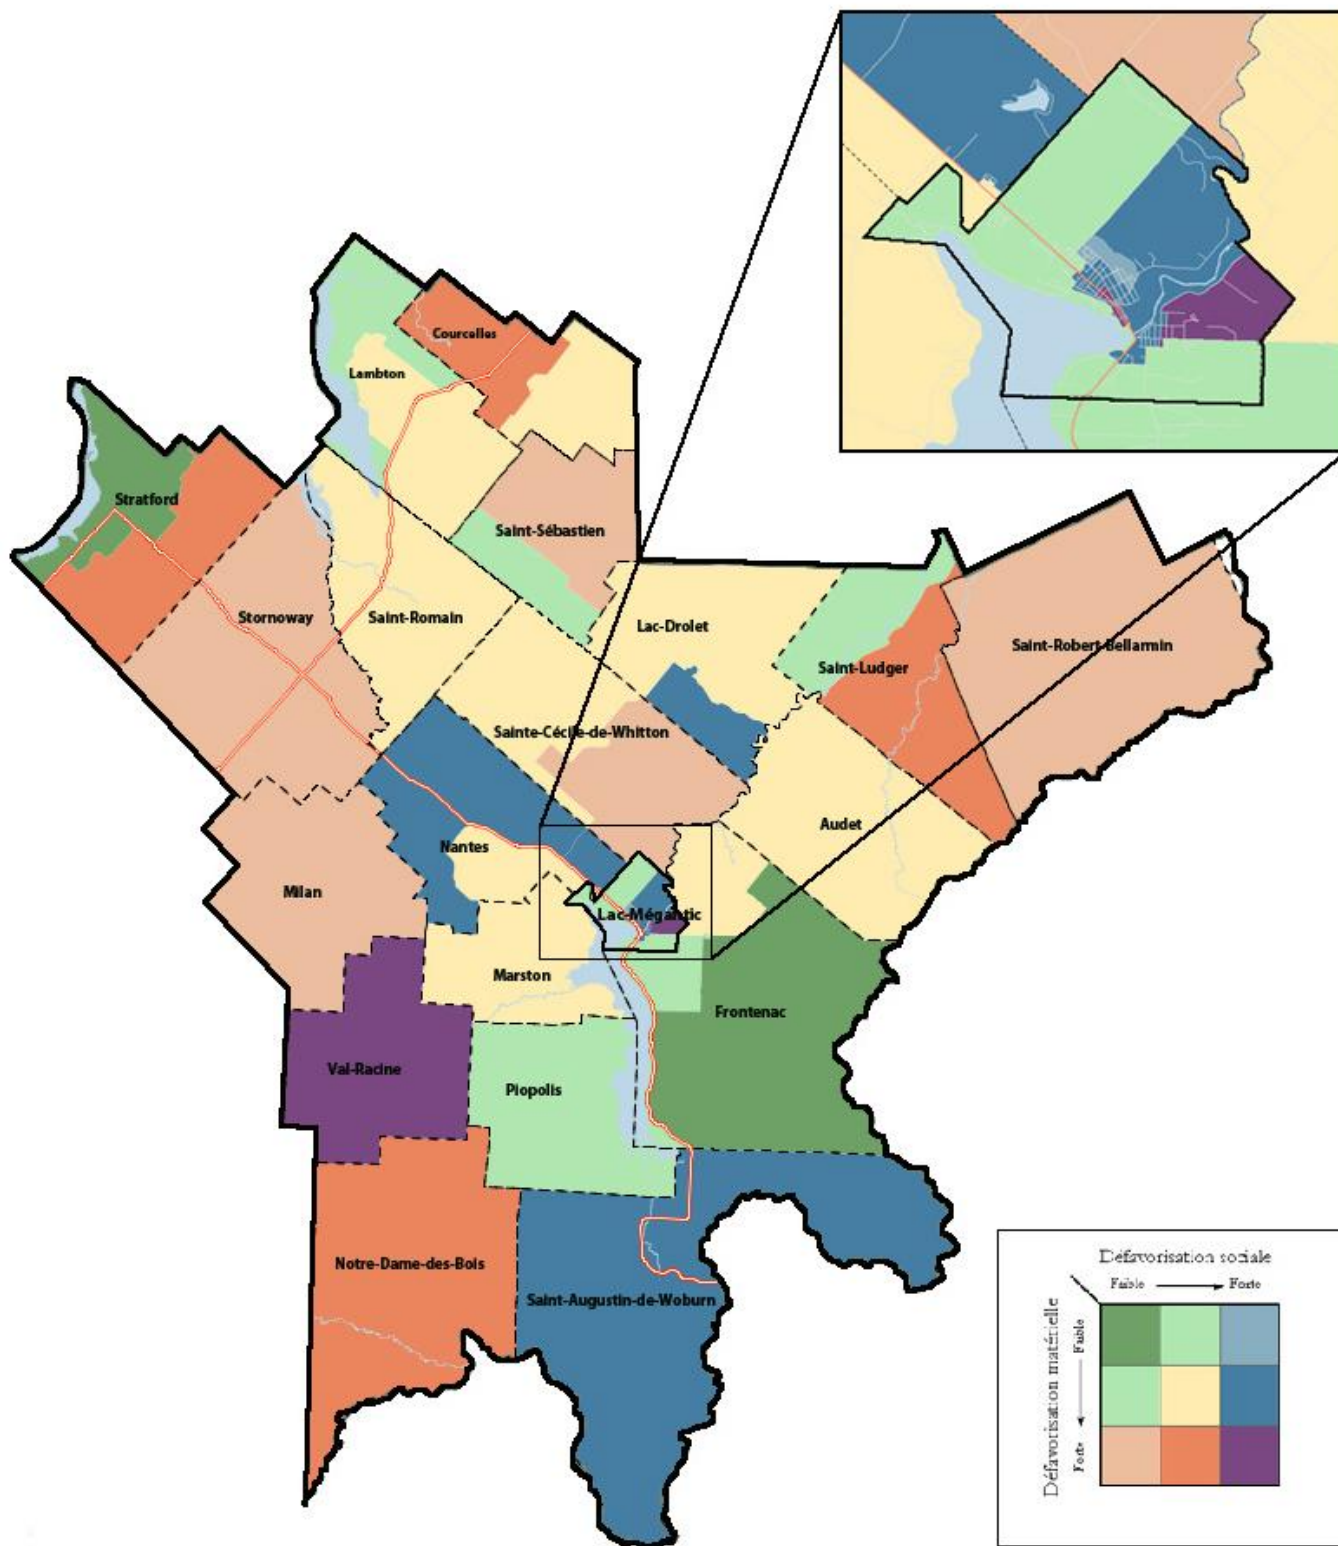 Courcelles
Lambton
Stratford
Saint-Sébastien
Stornoway
Saint-Romain
Lac-Drolet
Saint-Ludger
Saint-Robert-Bellarmin
Sainte-Cécile-de-Whitton
Audet
Nantes
Milan
Lac-Mégantic
Marston
Frontenac
Val-Racine
Piopolis
Notre-Dame-des-Bois
Saint-Augustin-de-Woburn
Défavorisation sociale
Faible Forte
Défavorisation matérielle
Faible
Forte